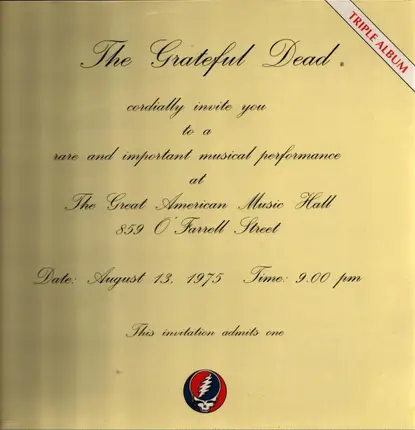 TRIPLE ALBUM
The Grateful Dead
cordially invite you
to a
rare and important musical performance
at
The Great American Music Hall
859 O'Farrell Street
Date: August 13, 1975 Time: 9.00 pm
This invitation admits one